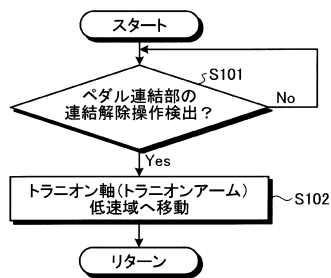 スタート
S101
ペダル連結部の
連結解除操作検出?
No
Yes
トラニオン軸(トラニオンアーム)
低速域へ移動
S102
リターン